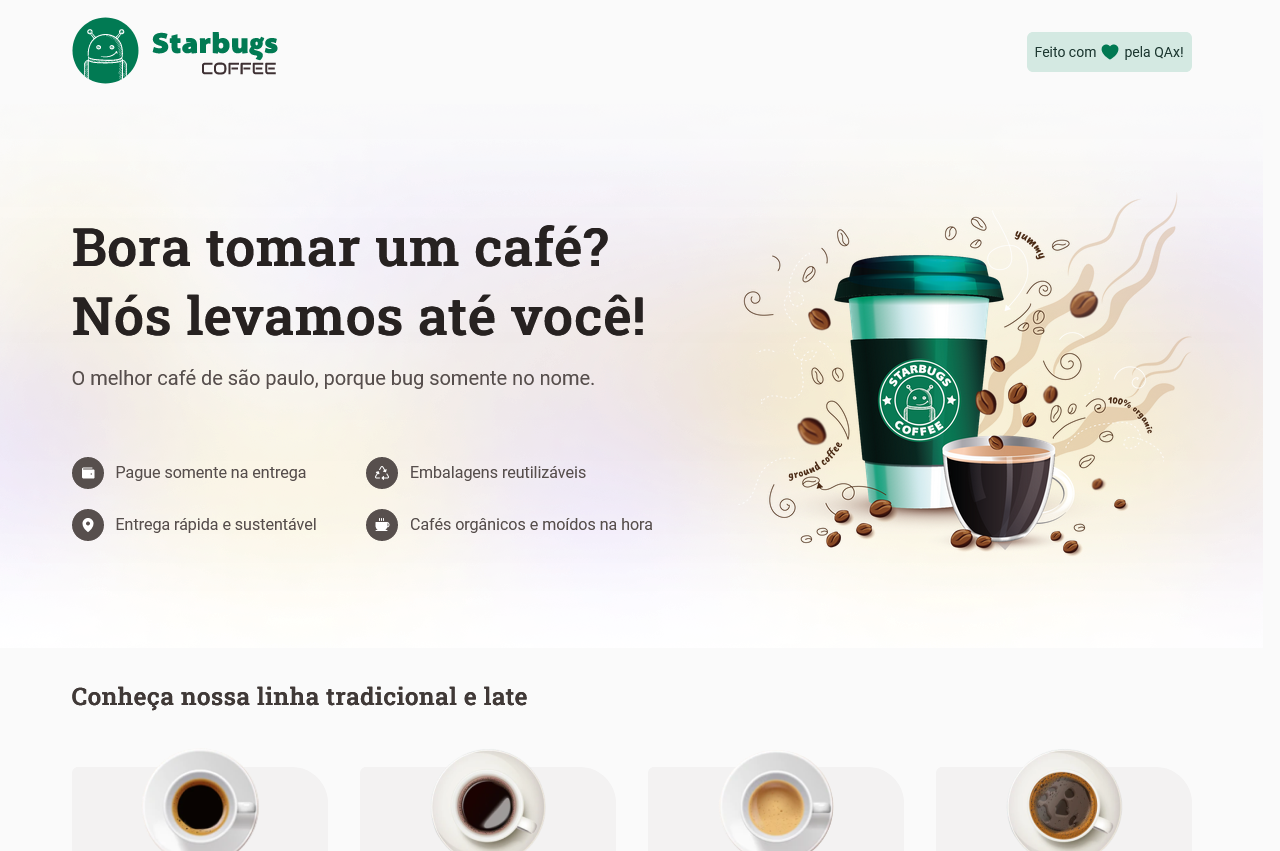 Starbugs
COFFEE
Feito com pela QAx!
Bora tomar um café?
Nós levamos até você!
O melhor café de são paulo, porque bug somente no nome.
Pague somente na entrega
Embalagens reutilizáveis
Entrega rápida e sustentável
Cafés orgânicos e moídos na hora
yummy
100% organic
ground coffee
STARBUGS
COFFEE
Conheça nossa linha tradicional e late